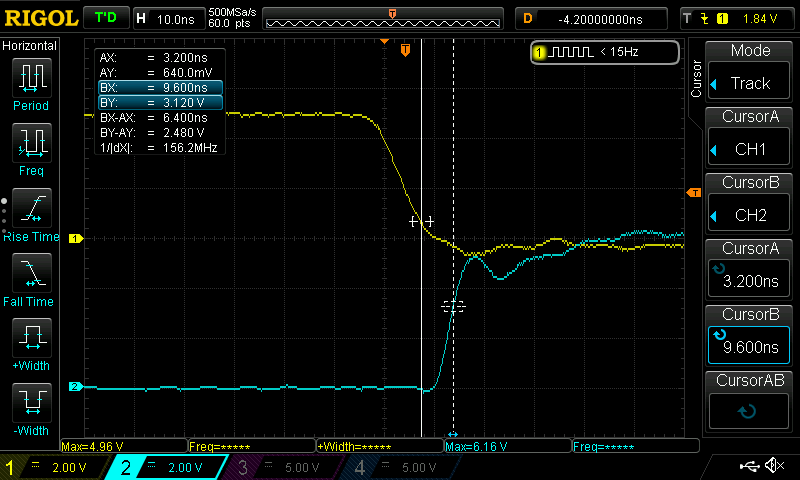 RIGOL T'D H 10.0ns 500MSa/s 60.0 pts T D -4.20000000ns T 1 1.84 V
Horizontal
Period
Freq
Rise Time
Fall Time
+Width
-Width
AX: = 3.200ns
AY: = 640.0mV
BX: = 9.600ns
BY: = 3.120 V
BX-AX: = 6.400ns
BY-AY: = 2.480 V
1/|dX|: = 156.2MHz
T
1 < 15Hz
T
1
2
Cursor
Mode
Track
CursorA
CH1
CursorB
CH2
CursorA
3.200ns
CursorB
9.600ns
CursorAB
Max=4.96 V Freq=***** +Width=***** Max=6.16 V Freq=*****
1 = 2.00 V 2 = 2.00 V 3 = 5.00 V 4 = 5.00 V